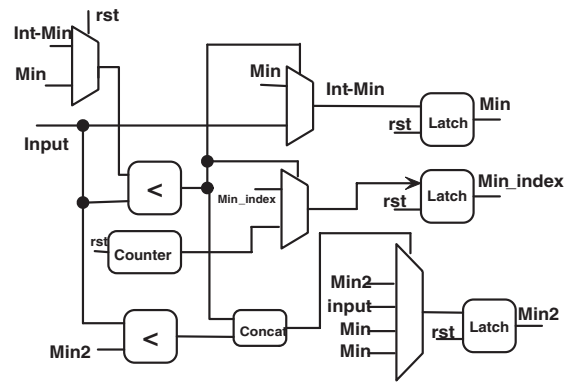 rst
Int-Min
Min
Min
Int-Min
Min
Latch
rst
Input
<
Min_index
Min_index
Latch
rst
rst
Counter
Min2
input
Min
Min
Min2
Latch
rst
Concat
<
Min2